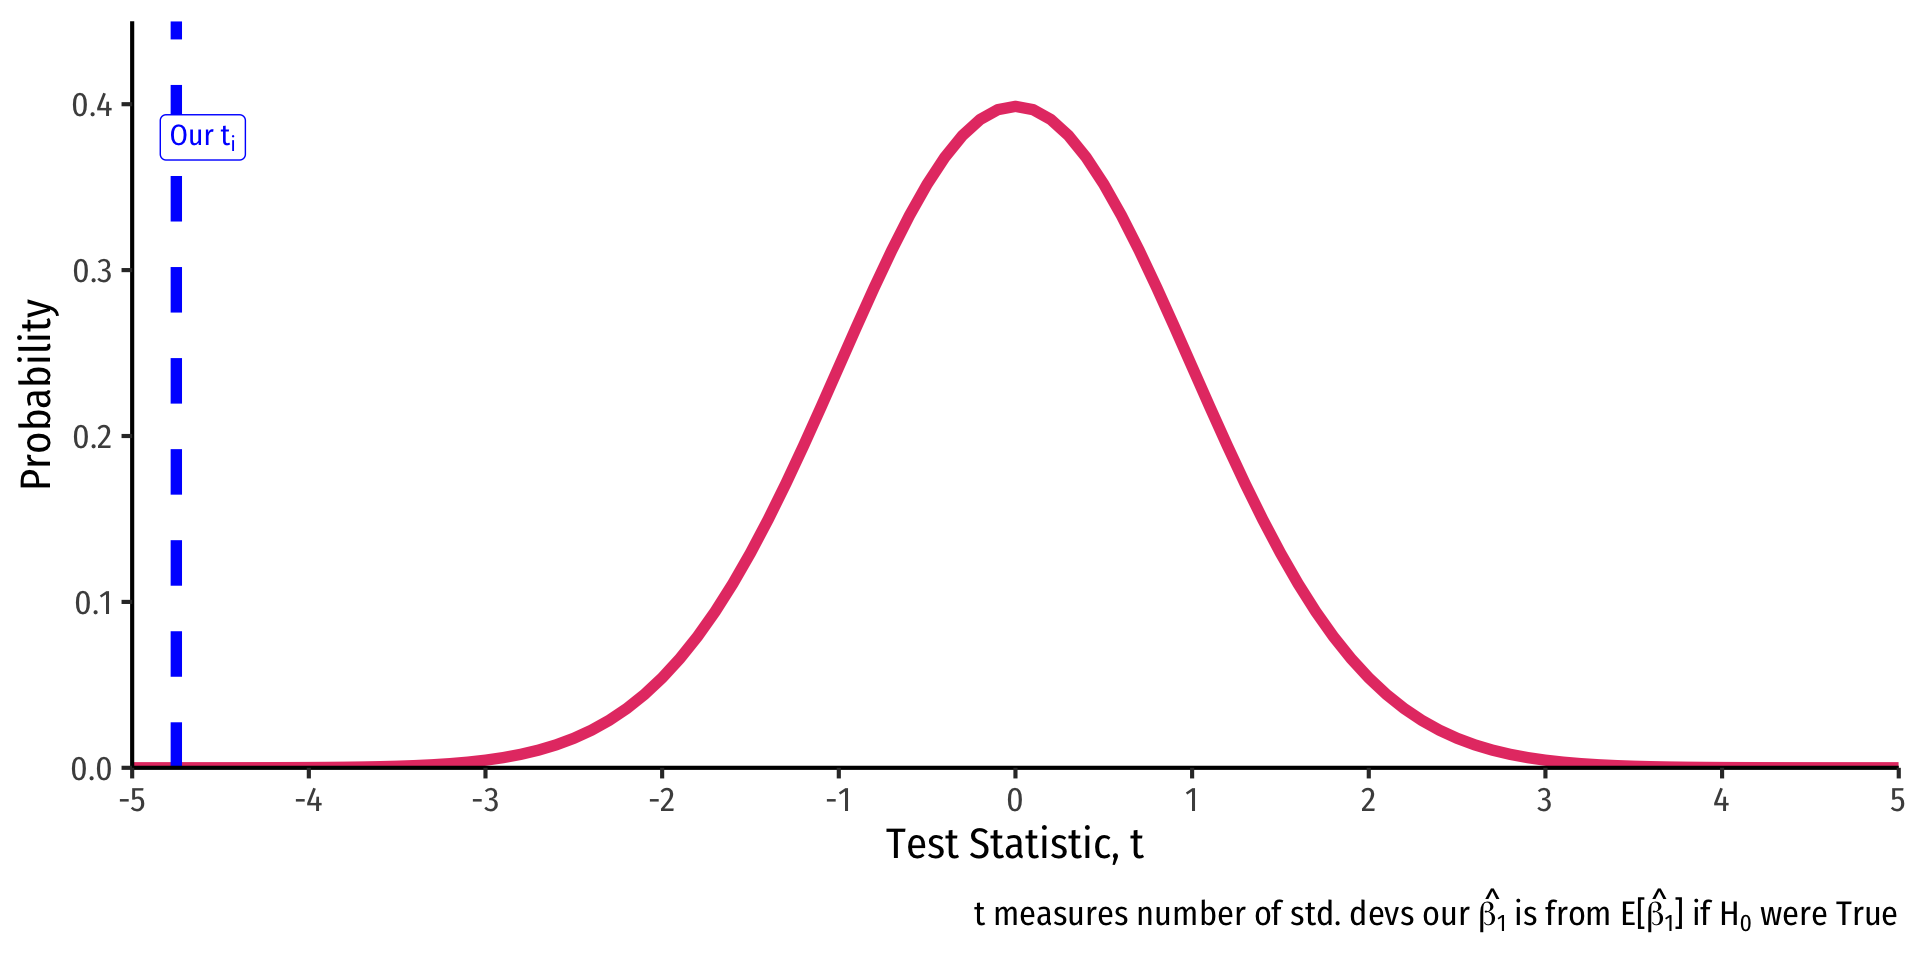 0.4
Our tᵢ
0.3
0.2
0.1
0.0
Probability
-5 -4 -3 -2 -1 0 1 2 3 4 5
Test Statistic, t
t measures number of std. devs our β̂₁ is from E[β̂₁] if H₀ were True